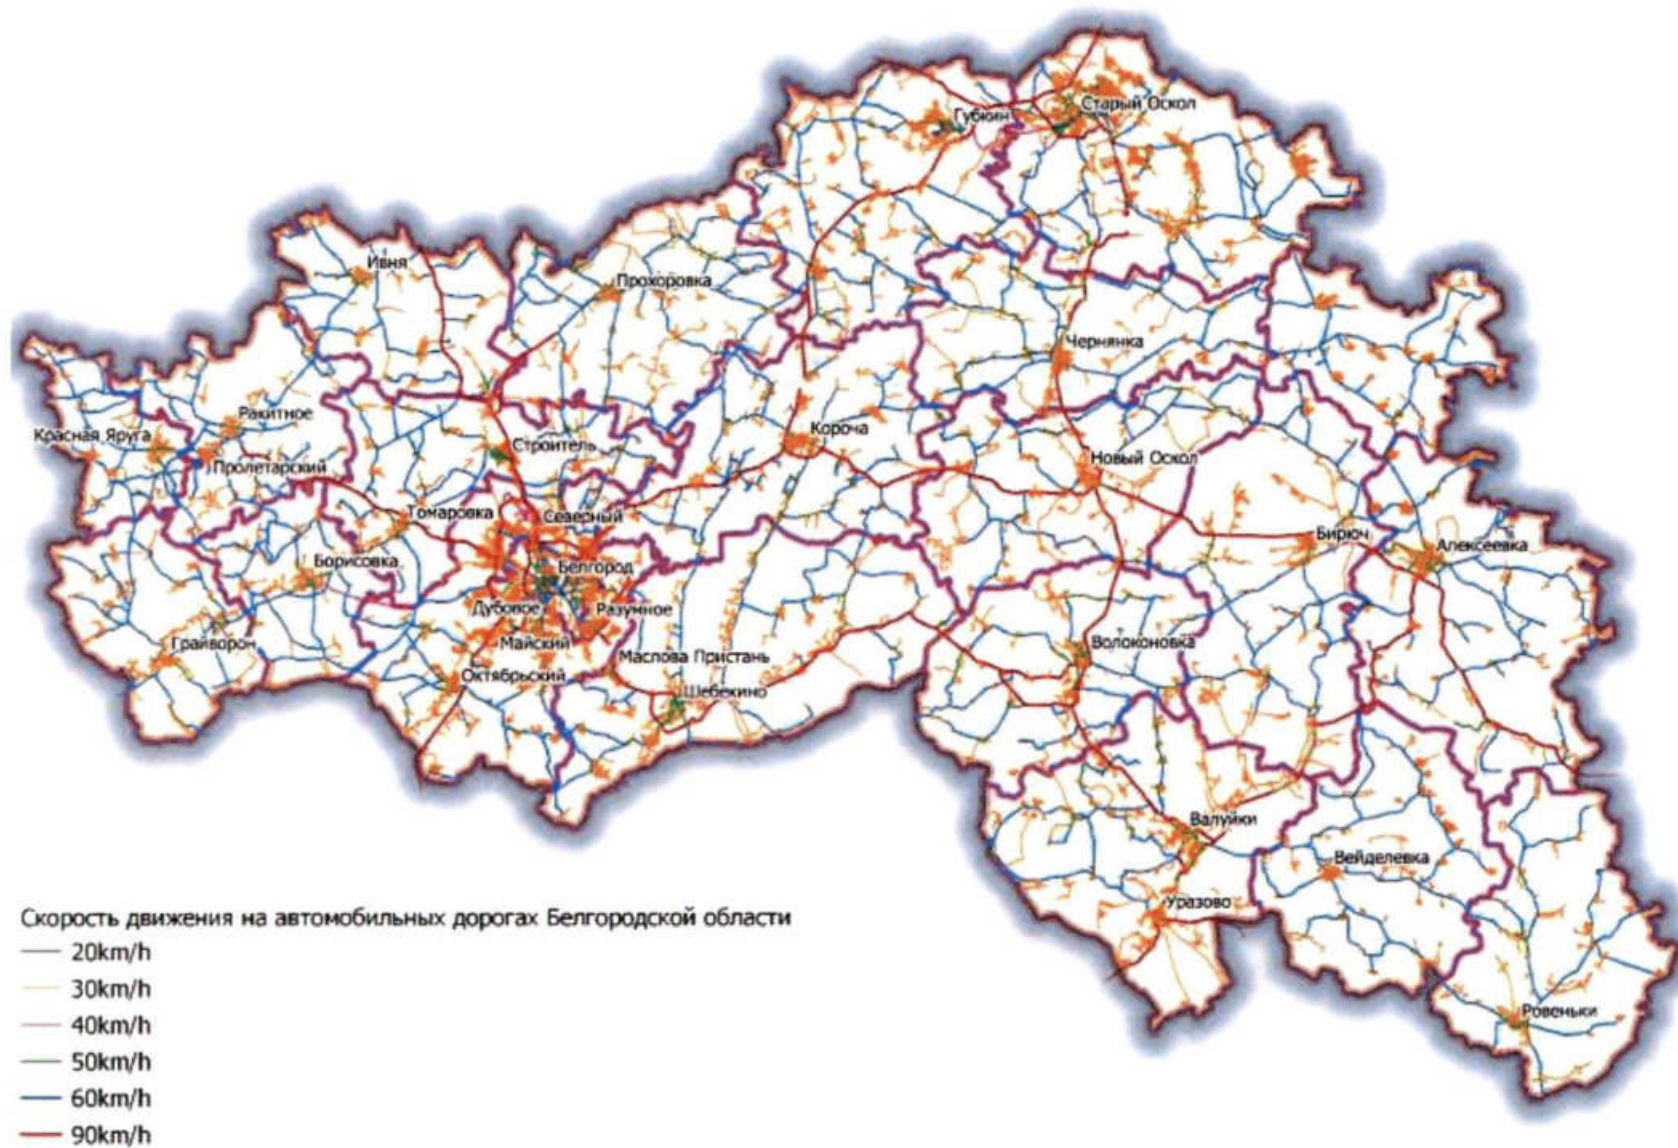 Старый Оскол
Губкин
Ивня
Прохоровка
Чернянка
Ракитное
Красная Яруга
Короча
Строитель
Новый Оскол
Пролетарский
Томаровка
Северный
Бирюч
Алексеевка
Борисовка
Белгород
Дубовое
Разумное
Грайворон
Майский
Волоконовка
Маслова Пристань
Октябрьский
Шебекино
Валуйки
Вейделевка
Уразово
Ровеньки
Скорость движения на автомобильных дорогах Белгородской области
20km/h
30km/h
40km/h
50km/h
60km/h
90km/h